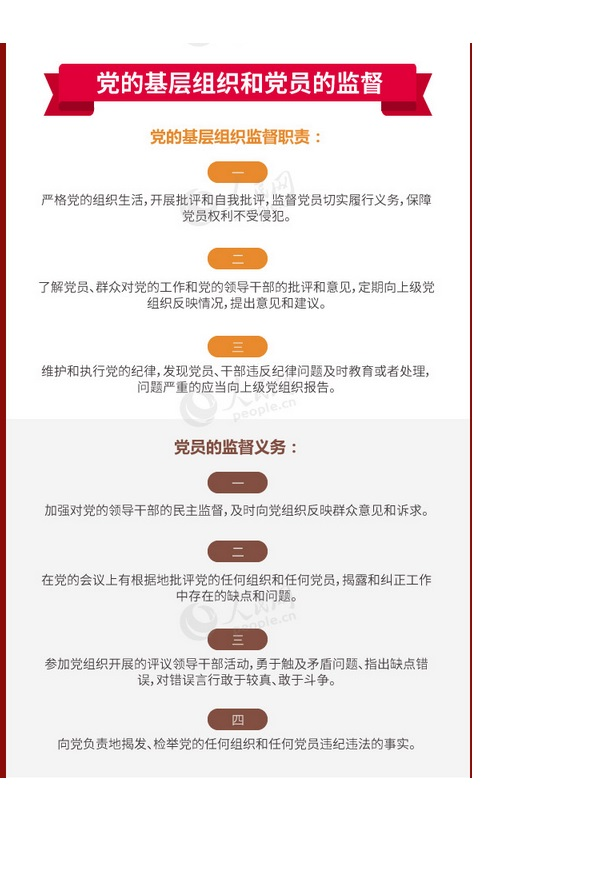 党的基层组织和党员的监督
党的基层组织监督职责：
一
严格党的组织生活，开展批评和自我批评，监督党员切实履行义务，保障
党员权利不受侵犯。
二
了解党员、群众对党的工作和党的领导干部的批评和意见，定期向上级党
组织反映情况，提出意见和建议。
三
维护和执行党的纪律，发现党员、干部违反纪律问题及时教育或者处理，
问题严重的应当向上级党组织报告。
人民网
people.cn
党员的监督义务：
一
加强对党的领导干部的民主监督，及时向党组织反映群众意见和诉求。
二
在党的会议上有根据地批评党的任何组织和任何党员，揭露和纠正工作
中存在的缺点和问题。
人民网
people.cn
三
参加党组织开展的评议领导干部活动，勇于触及矛盾问题、指出缺点错
误，对错误言行敢于较真、敢于斗争。
四
向党负责地揭发、检举党的任何组织和任何党员违纪违法的事实。